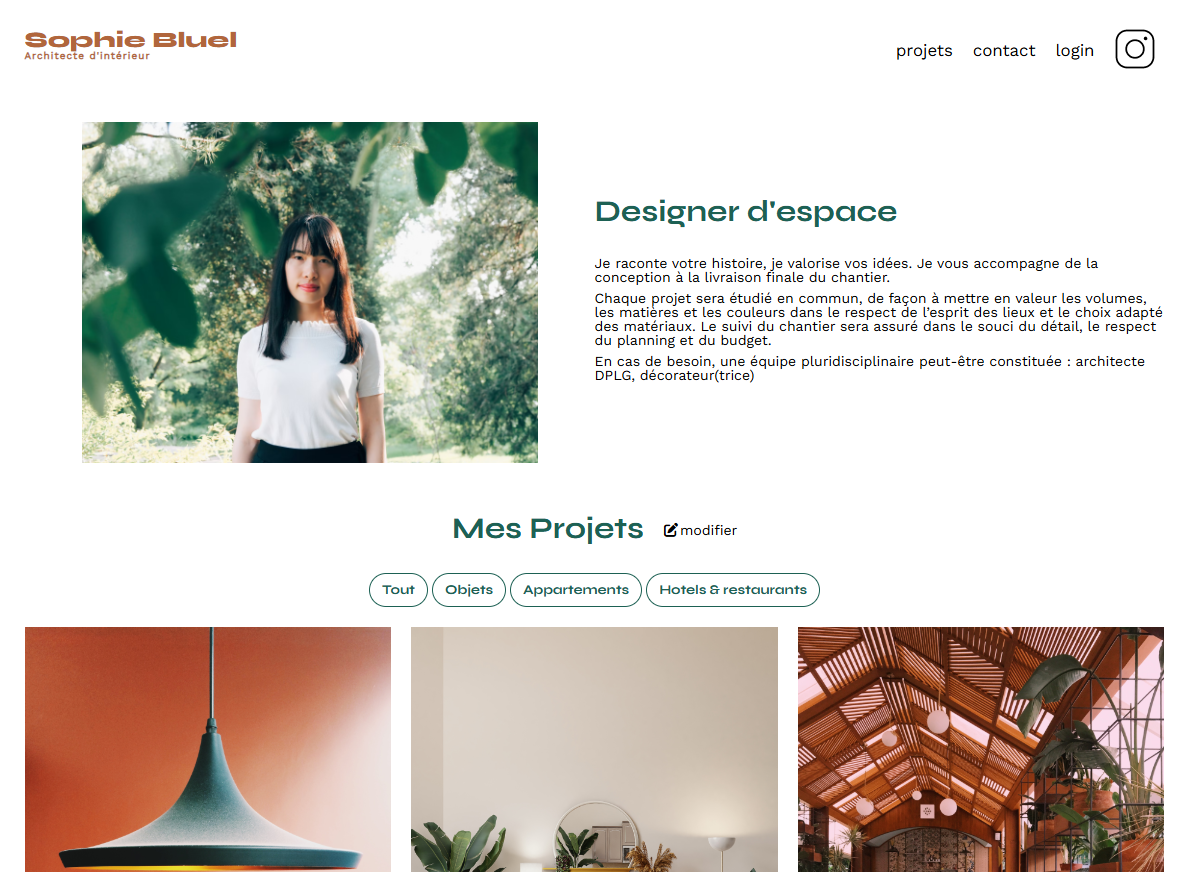 Sophie Bluel
Architecte d'intérieur
projets contact login
Designer d'espace
Je raconte votre histoire, je valorise vos idées. Je vous accompagne de la
conception à la livraison finale du chantier.
Chaque projet sera étudié en commun, de façon à mettre en valeur les volumes,
les matières et les couleurs dans le respect de l’esprit des lieux et le choix adapté
des matériaux. Le suivi du chantier sera assuré dans le souci du détail, le respect
du planning et du budget.
En cas de besoin, une équipe pluridisciplinaire peut-être constituée : architecte
DPLG, décorateur(trice)
Mes Projets modifier
Tout Objets Appartements Hotels & restaurants